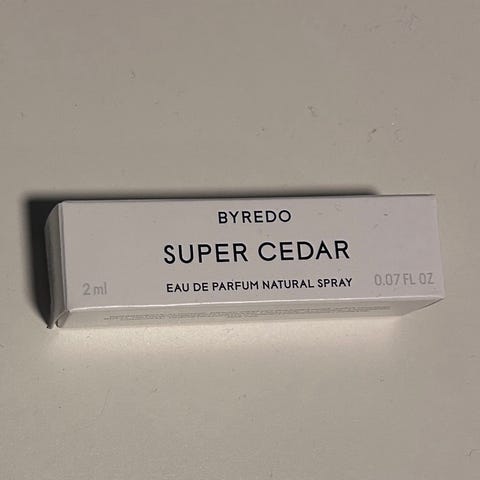 BYREDO
SUPER CEDAR
2 ml EAU DE PARFUM NATURAL SPRAY 0.07 FL OZ